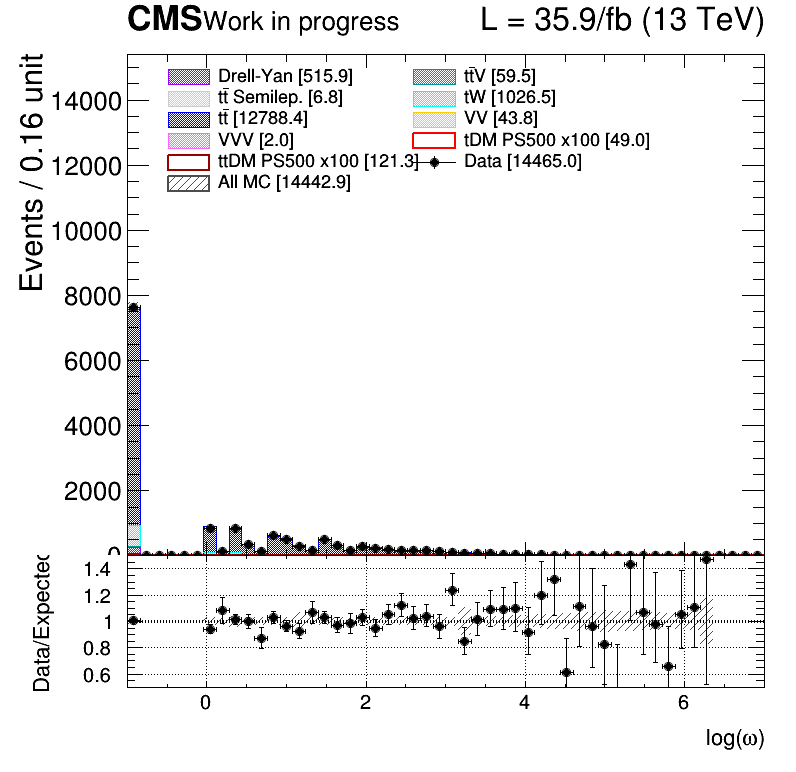 CMS Work in progress L = 35.9/fb (13 TeV)
Events / 0.16 unit
Drell-Yan [515.9]
tt̄ Semilep. [6.8]
tt̄ [12788.4]
VVV [2.0]
ttDM PS500 x100 [121.3]
All MC [14442.9]
tt̄V [59.5]
tW [1026.5]
VV [43.8]
tDM PS500 x100 [49.0]
Data [14465.0]
14000
12000
10000
8000
6000
4000
2000
0
Data/Expected
1.4
1.2
1
0.8
0.6
0 2 4 6
log(ω)